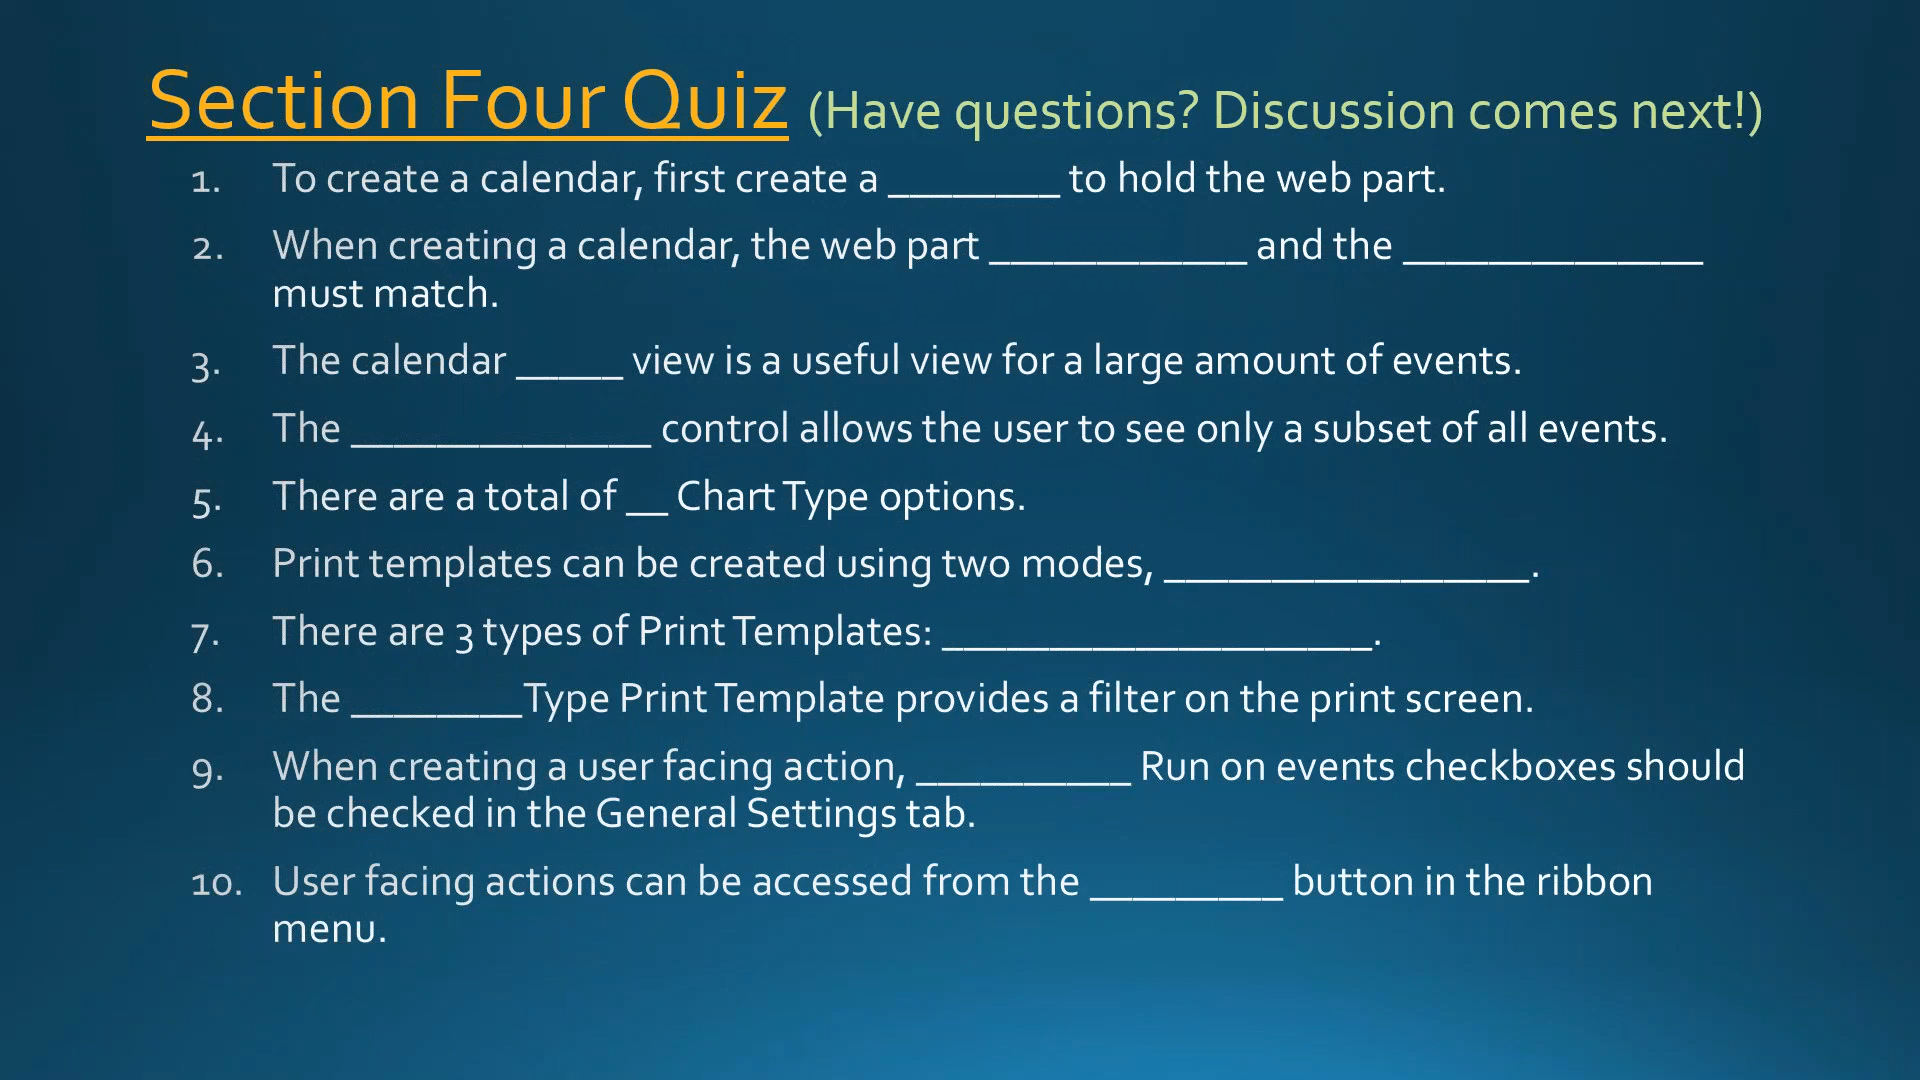 Section Four Quiz (Have questions? Discussion comes next!)
1. To create a calendar, first create a ________ to hold the web part.
2. When creating a calendar, the web part ____________ and the ______________
must match.
3. The calendar _____ view is a useful view for a large amount of events.
4. The ______________ control allows the user to see only a subset of all events.
5. There are a total of __ Chart Type options.
6. Print templates can be created using two modes, _________________.
7. There are 3 types of Print Templates: ____________________.
8. The ________Type Print Template provides a filter on the print screen.
9. When creating a user facing action, __________ Run on events checkboxes should
be checked in the General Settings tab.
10. User facing actions can be accessed from the _________ button in the ribbon
menu.